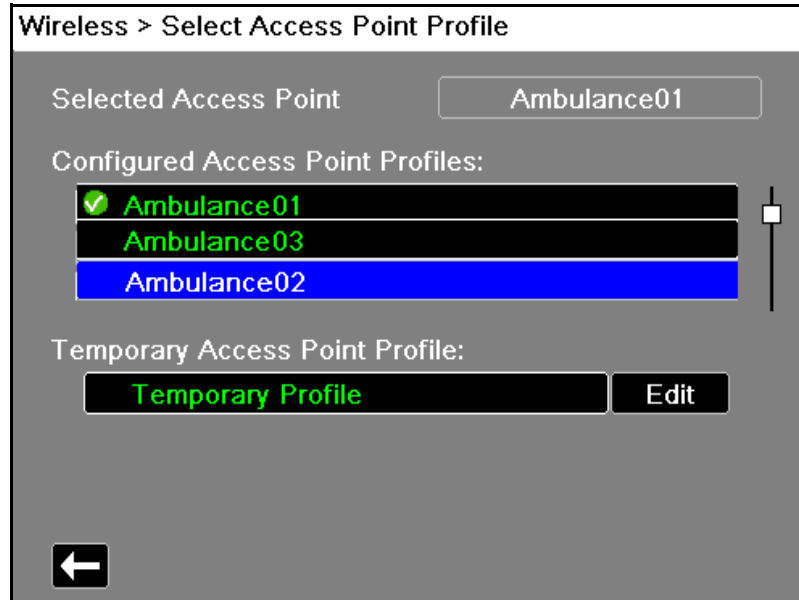 Wireless > Select Access Point Profile
Selected Access Point Ambulance01
Configured Access Point Profiles:
Ambulance01
Ambulance03
Ambulance02
Temporary Access Point Profile:
Temporary Profile Edit